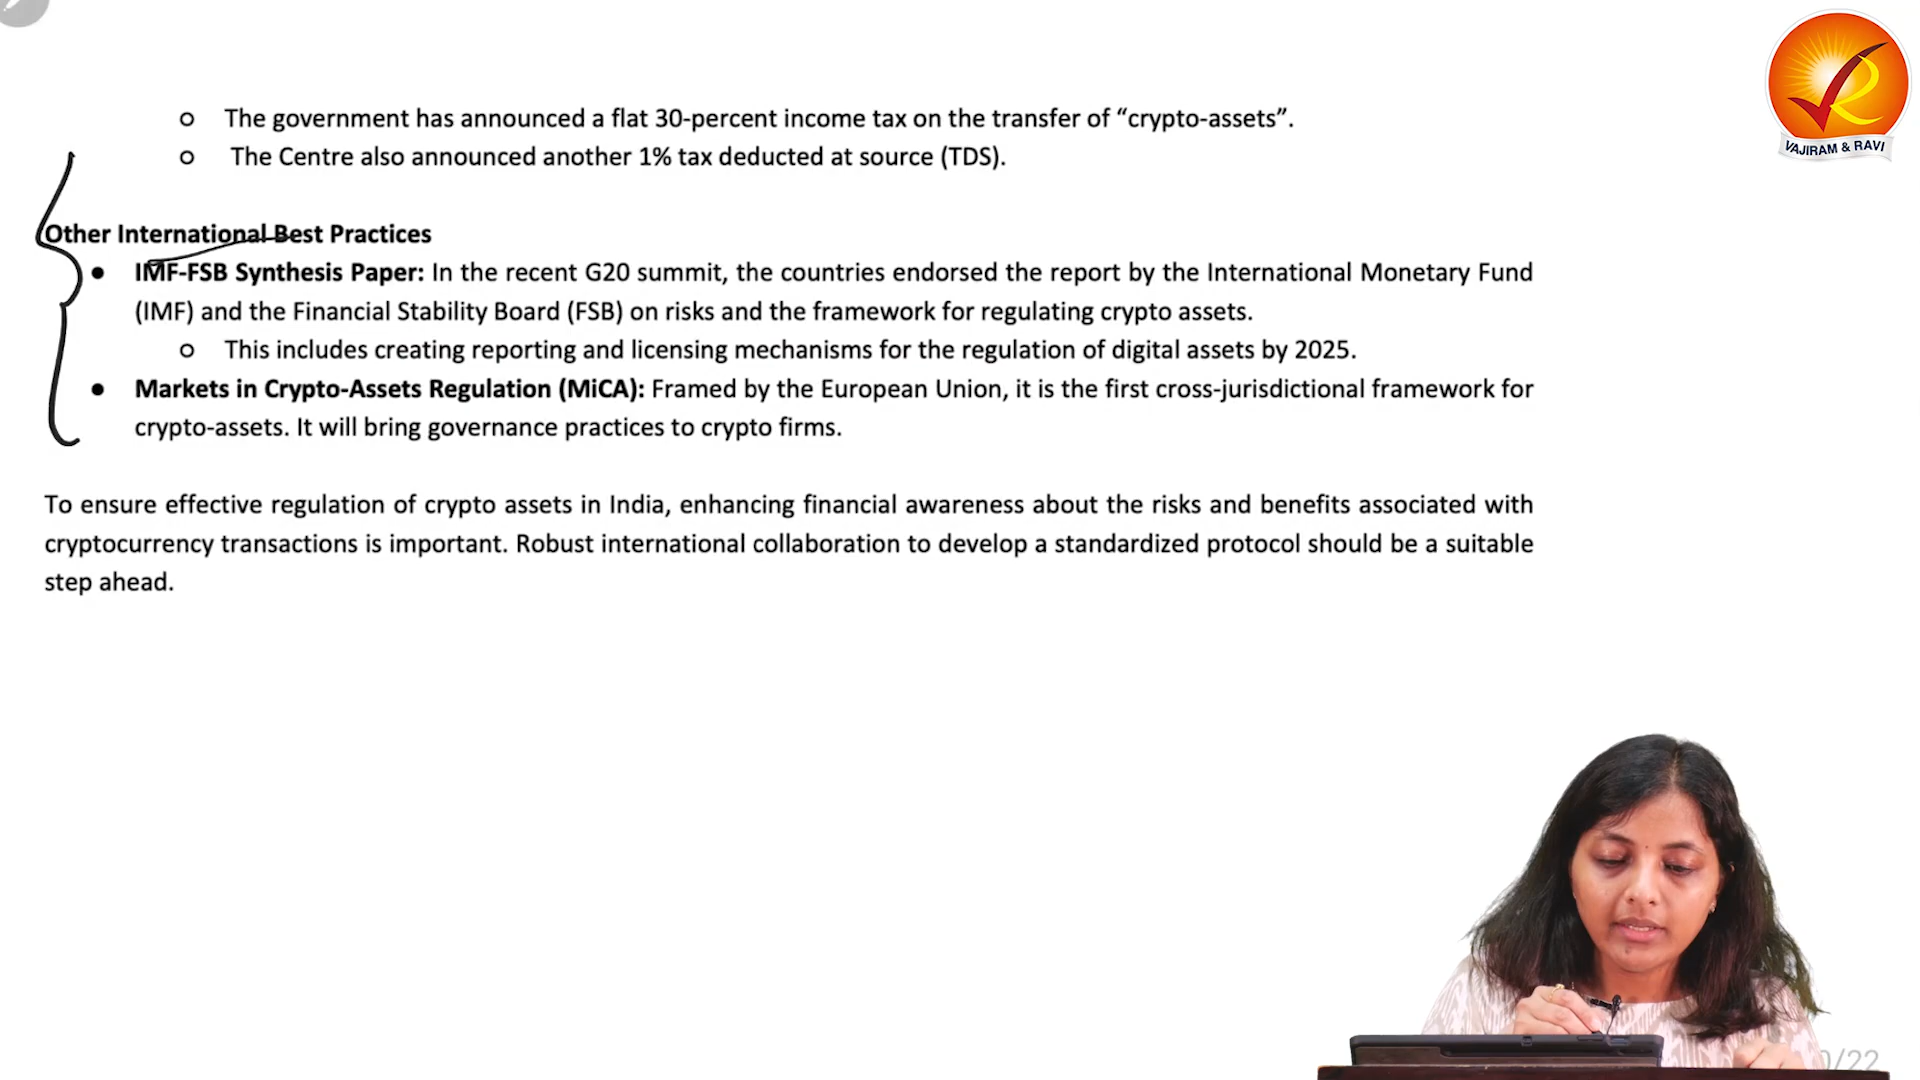 VAJIRAM & RAVI
o The government has announced a flat 30-percent income tax on the transfer of “crypto-assets”.
o The Centre also announced another 1% tax deducted at source (TDS).
Other International Best Practices
● IMF-FSB Synthesis Paper: In the recent G20 summit, the countries endorsed the report by the International Monetary Fund
(IMF) and the Financial Stability Board (FSB) on risks and the framework for regulating crypto assets.
o This includes creating reporting and licensing mechanisms for the regulation of digital assets by 2025.
● Markets in Crypto-Assets Regulation (MiCA): Framed by the European Union, it is the first cross-jurisdictional framework for
crypto-assets. It will bring governance practices to crypto firms.
To ensure effective regulation of crypto assets in India, enhancing financial awareness about the risks and benefits associated with
cryptocurrency transactions is important. Robust international collaboration to develop a standardized protocol should be a suitable
step ahead.
/22